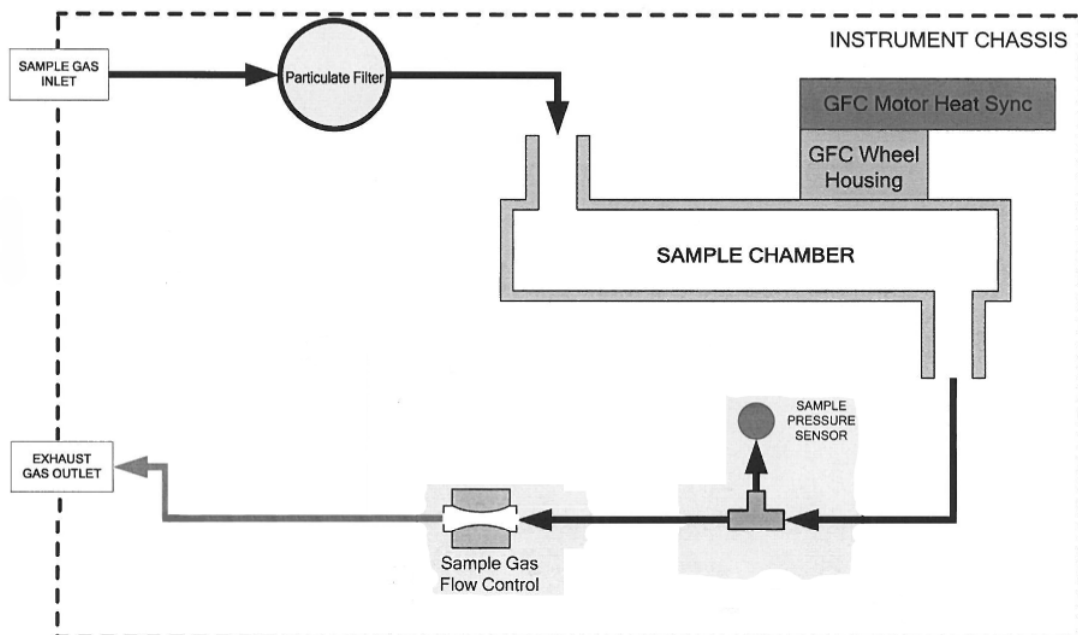 INSTRUMENT CHASSIS
SAMPLE GAS
INLET
Particulate Filter
GFC Motor Heat Sync
GFC Wheel
Housing
SAMPLE CHAMBER
SAMPLE
PRESSURE
SENSOR
EXHAUST
GAS OUTLET
Sample Gas
Flow Control